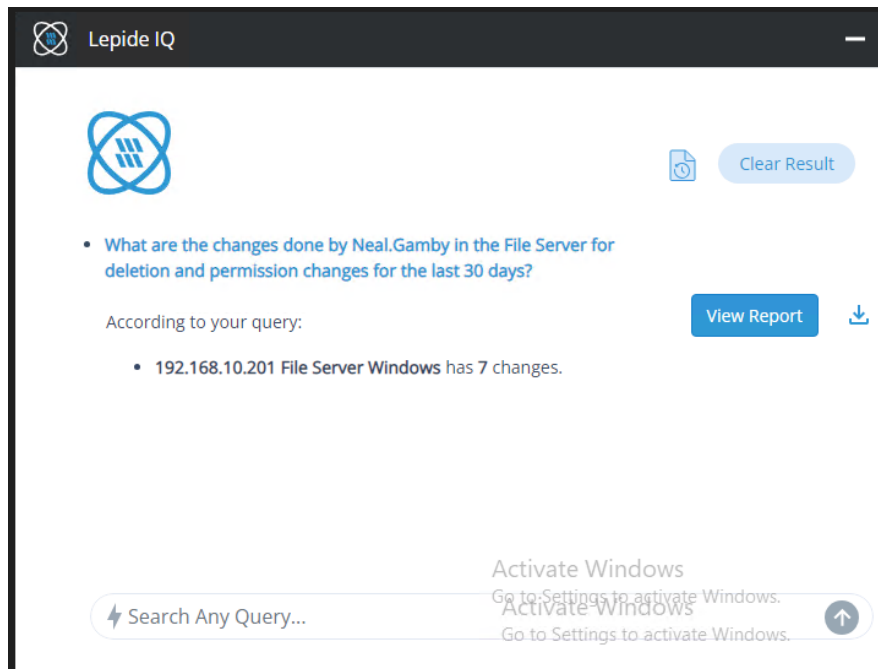 Lepide IQ
Clear Result
• What are the changes done by Neal.Gamby in the File Server for
deletion and permission changes for the last 30 days?
View Report
According to your query:
• 192.168.10.201 File Server Windows has 7 changes.
Activate Windows
Go to Settings to activate Windows.
Search Any Query...
Activate Windows
Go to Settings to activate Windows.